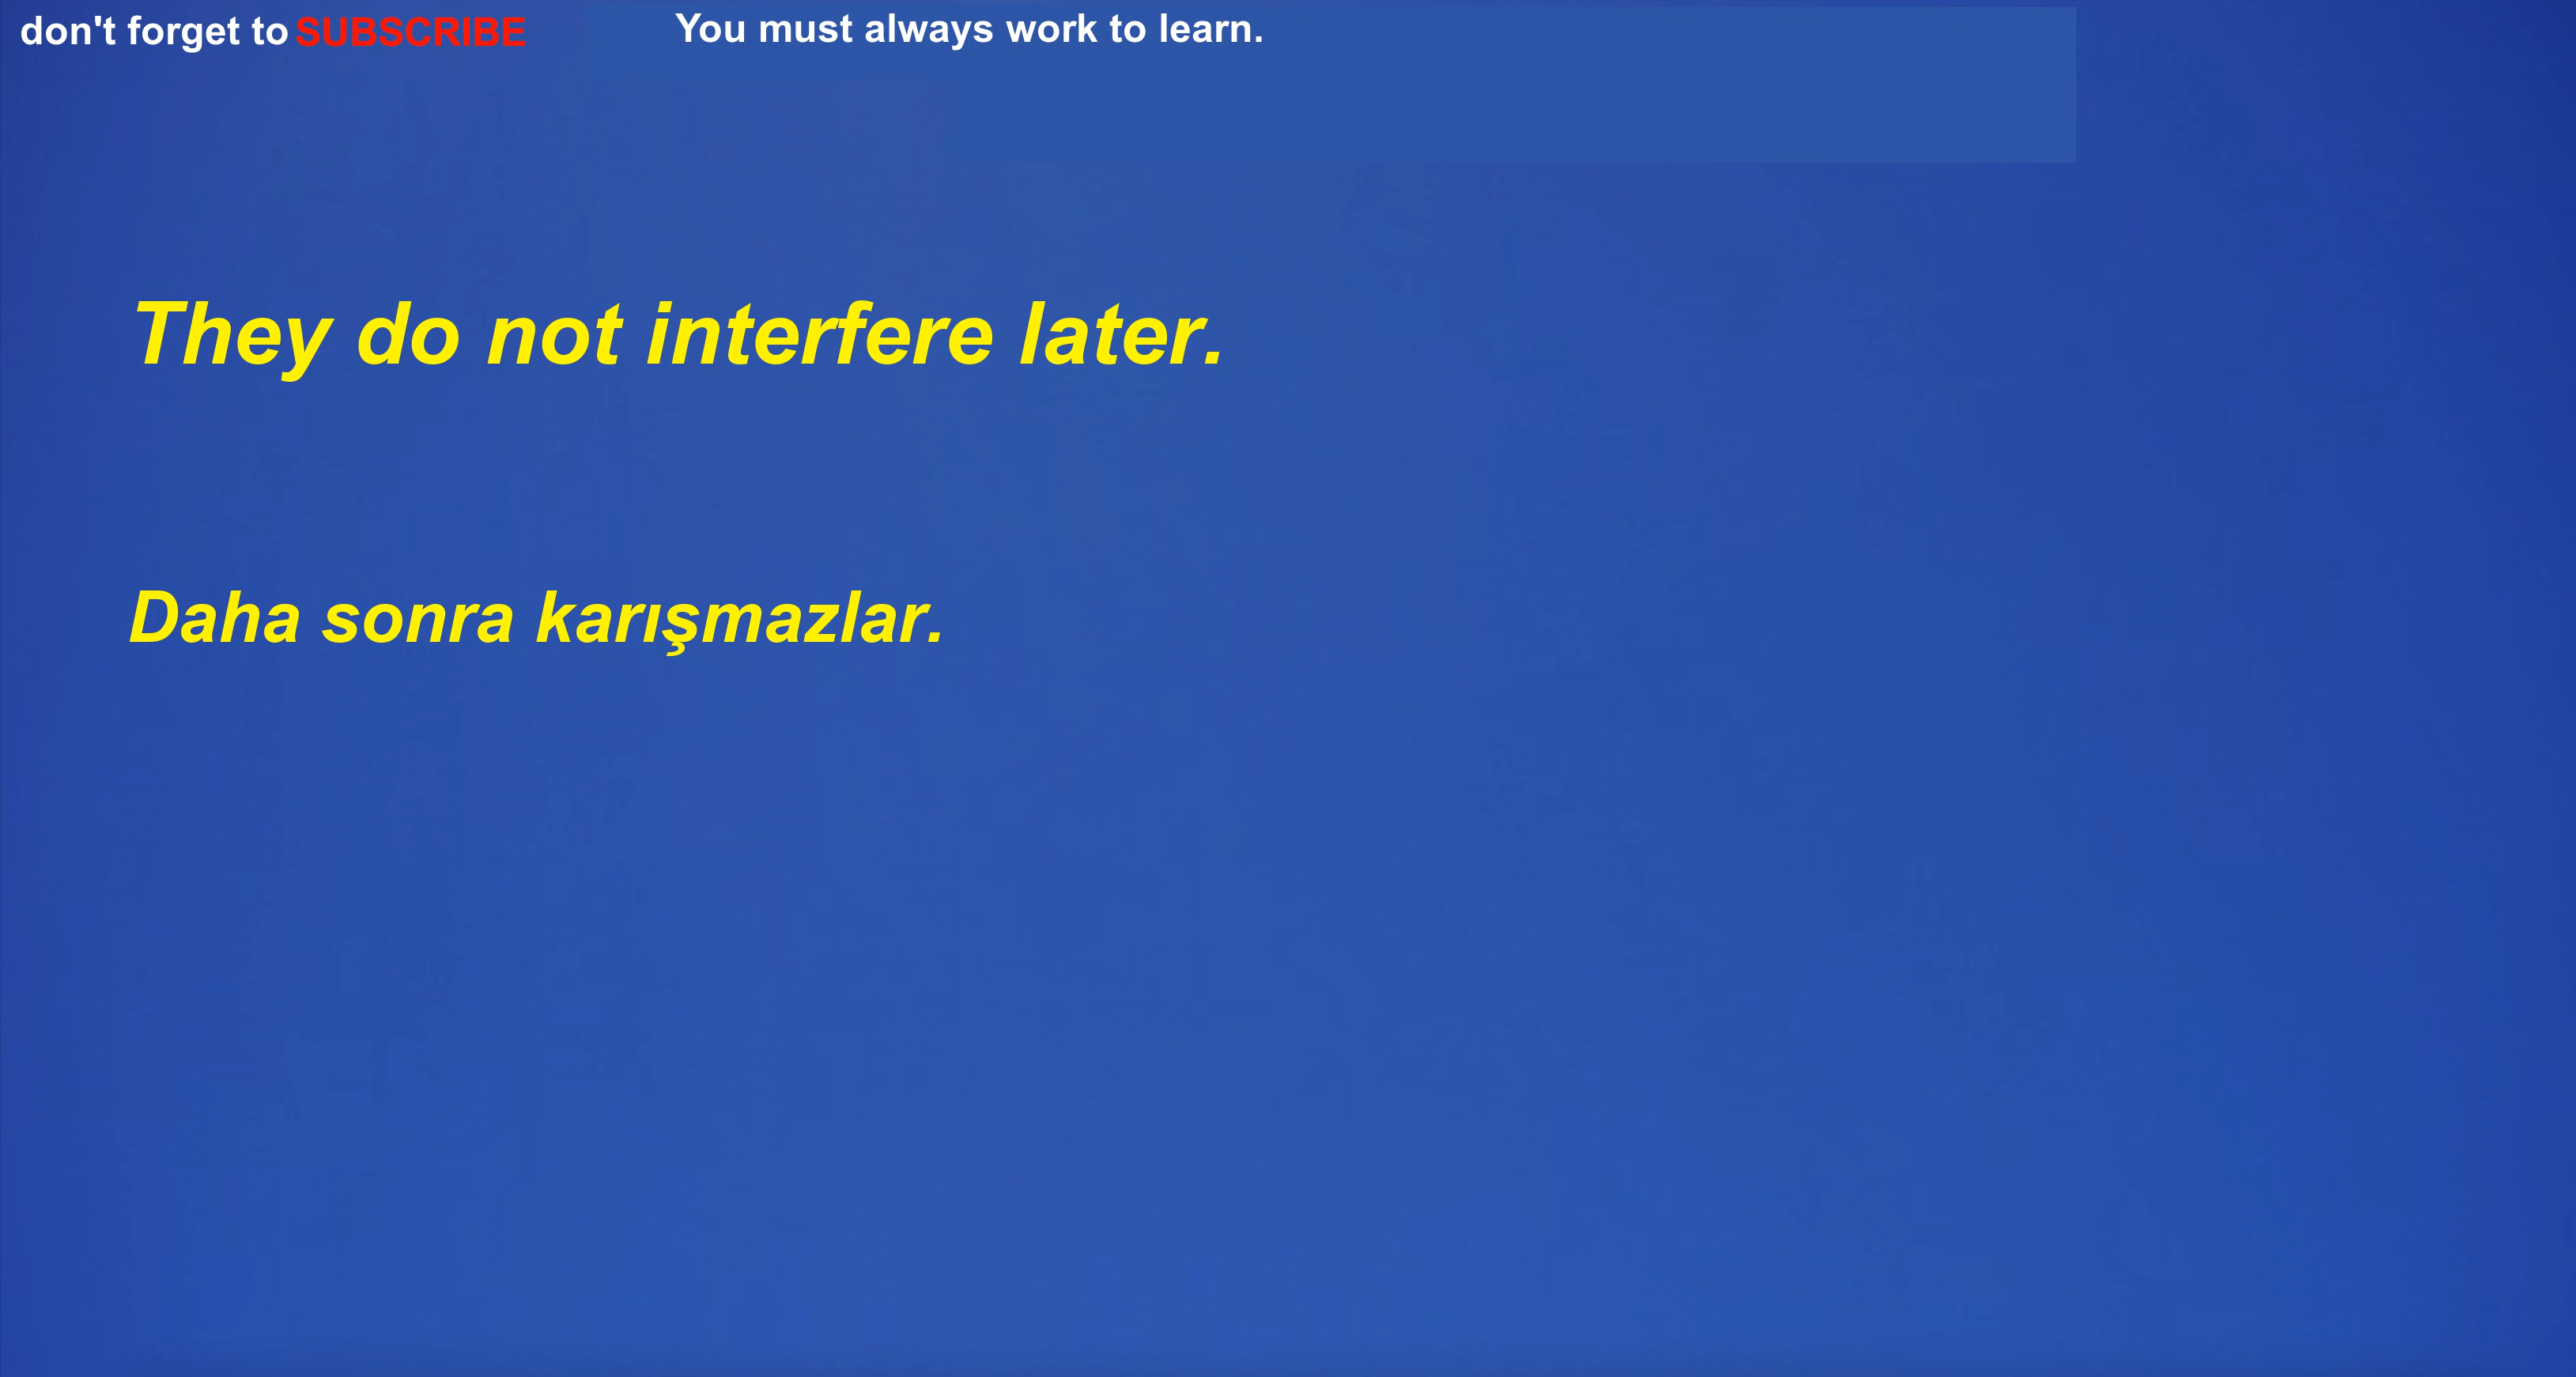 don't forget to SUBSCRIBE You must always work to learn.
They do not interfere later.
Daha sonra karışmazlar.